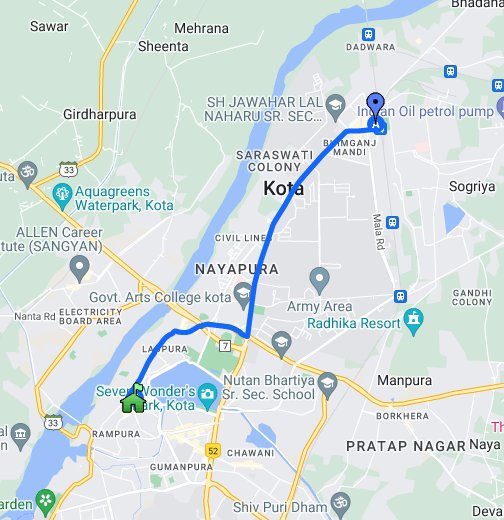 Bhadana
Sawar
Mehrana
Sheenta
DADWARA
SH JAWAHAR LAL
NAHARU SR. SEC...
Indian Oil petrol pump
Girdharpura
BHIMGANJ
MANDI
SARASWATI
COLONY
33
Kota
Sogriya
Aquagreens
Waterpark, Kota
Mala Rd
ALLEN Career
itute (SANGYAN)
CIVIL LINES
NAYAPURA
Govt. Arts College kota
Army Area
GANDHI
COLONY
Nanta Rd
ELECTRICITY
BOARD AREA
Radhika Resort
LADPURA
7
Seven Wonder's
Park, Kota
Nutan Bhartiya
Sr. Sec. School
Manpura
BORKHERA
33
RAMPURA
52
CHAWANI
PRATAP NAGAR
Naya
GUMANPURA
Shiv Puri Dham
Garden
Deva